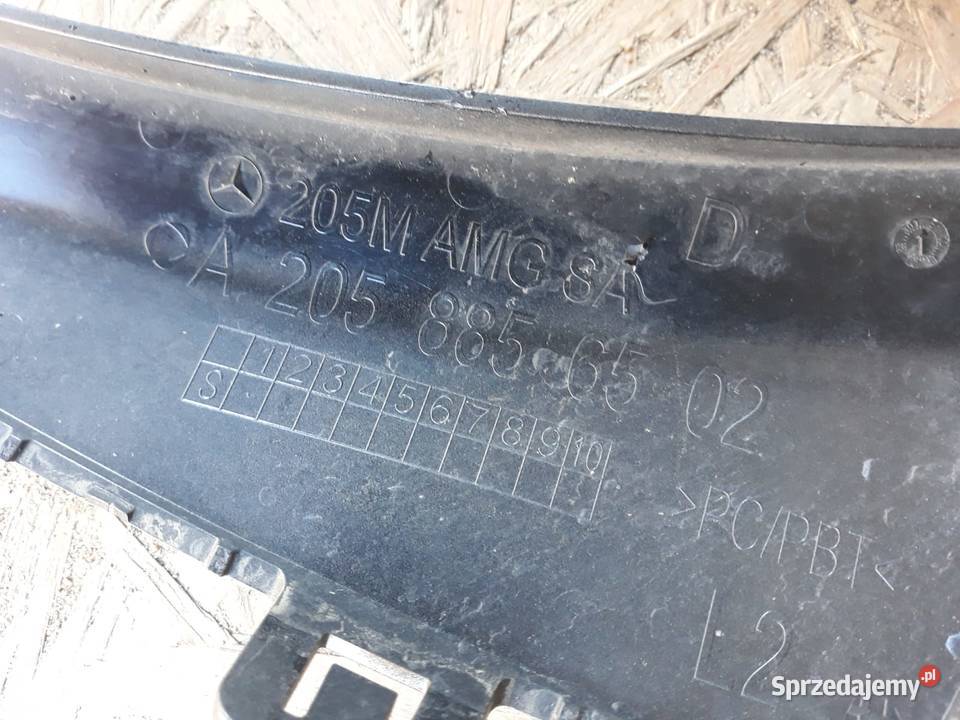 205M AMG SA D
1
A 205 885 65 02
1 2 3 4 5 6 7 8 9 10
S
>PC/PBT<
L2
Sprzedajemy.pl